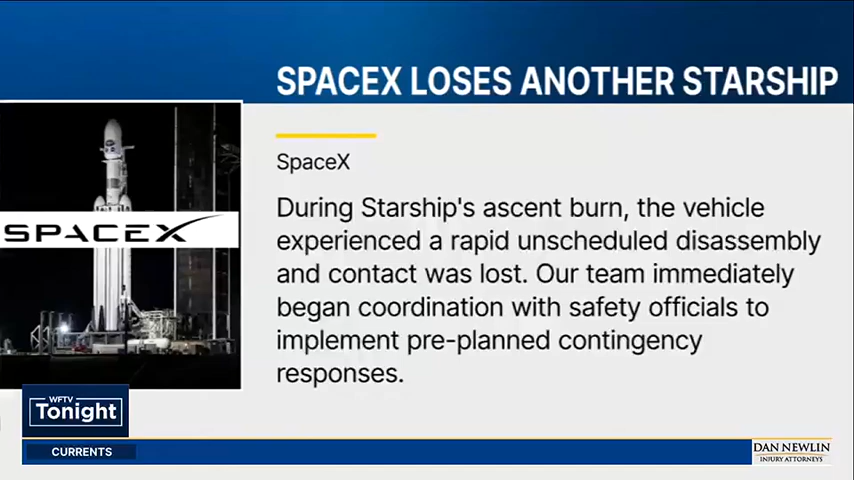 SPACEX LOSES ANOTHER STARSHIP
SpaceX
SPACEX
During Starship's ascent burn, the vehicle
experienced a rapid unscheduled disassembly
and contact was lost. Our team immediately
began coordination with safety officials to
implement pre-planned contingency
responses.
WFTV
Tonight
CURRENTS
DAN NEWLIN
INJURY ATTORNEYS